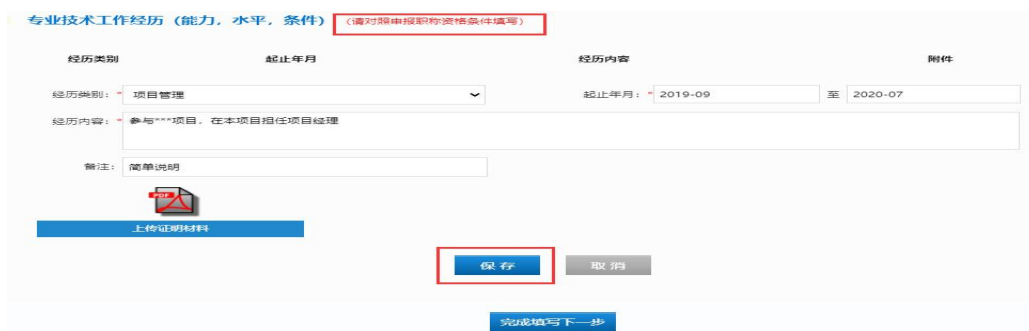 专业技术工作经历（能力，水平，条件） （请对照申报职称资格条件填写）
经历类别 起止年月 经历内容 附件
经历类别： * 项目管理 起止年月： * 2019-09 至 2020-07
经历内容： * 参与***项目，在本项目担任项目经理
备注： 简单说明
PDF
上传证明材料
保存 取消
完成填写下一步